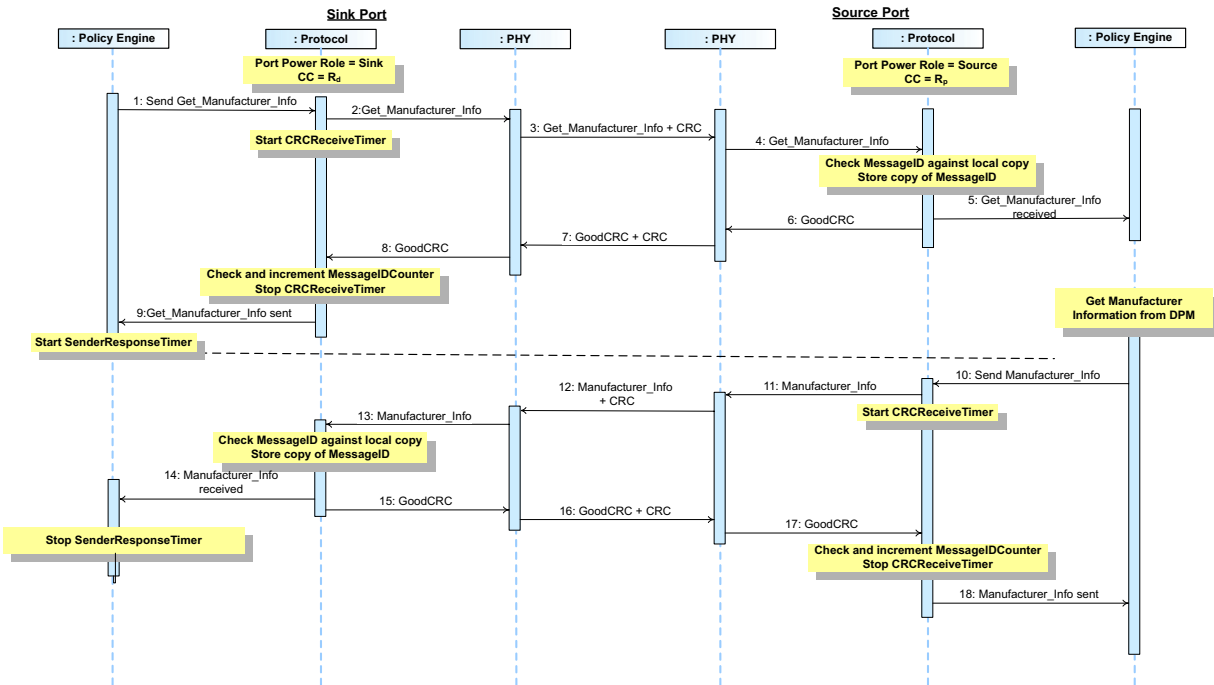 Sink Port
Source Port
: Policy Engine
: Protocol
: PHY
: PHY
: Protocol
: Policy Engine
Port Power Role = Sink
CC = Rd
Port Power Role = Source
CC = Rp
1: Send Get_Manufacturer_Info
2:Get_Manufacturer_Info
Start CRCReceiveTimer
3: Get_Manufacturer_Info + CRC
4: Get_Manufacturer_Info
Check MessageID against local copy
Store copy of MessageID
5: Get_Manufacturer_Info
received
6: GoodCRC
7: GoodCRC + CRC
8: GoodCRC
Check and increment MessageIDCounter
Stop CRCReceiveTimer
9:Get_Manufacturer_Info sent
Start SenderResponseTimer
Get Manufacturer
Information from DPM
10: Send Manufacturer_Info
11: Manufacturer_Info
Start CRCReceiveTimer
12: Manufacturer_Info
+ CRC
13: Manufacturer_Info
Check MessageID against local copy
Store copy of MessageID
14: Manufacturer_Info
received
15: GoodCRC
16: GoodCRC + CRC
17: GoodCRC
Stop SenderResponseTimer
Check and increment MessageIDCounter
Stop CRCReceiveTimer
18: Manufacturer_Info sent